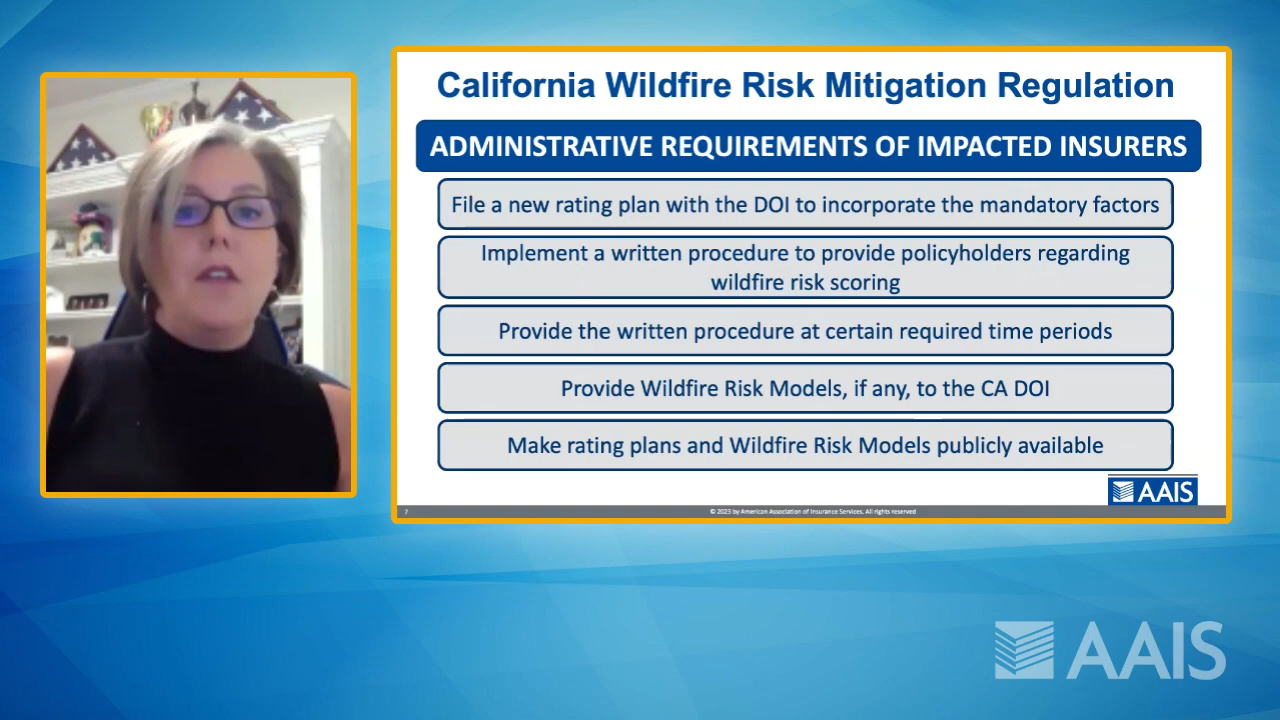 California Wildfire Risk Mitigation Regulation
ADMINISTRATIVE REQUIREMENTS OF IMPACTED INSURERS
File a new rating plan with the DOI to incorporate the mandatory factors
Implement a written procedure to provide policyholders regarding
wildfire risk scoring
Provide the written procedure at certain required time periods
Provide Wildfire Risk Models, if any, to the CA DOI
Make rating plans and Wildfire Risk Models publicly available
AAIS
7
© 2023 by American Association of Insurance Services. All rights reserved
AAIS